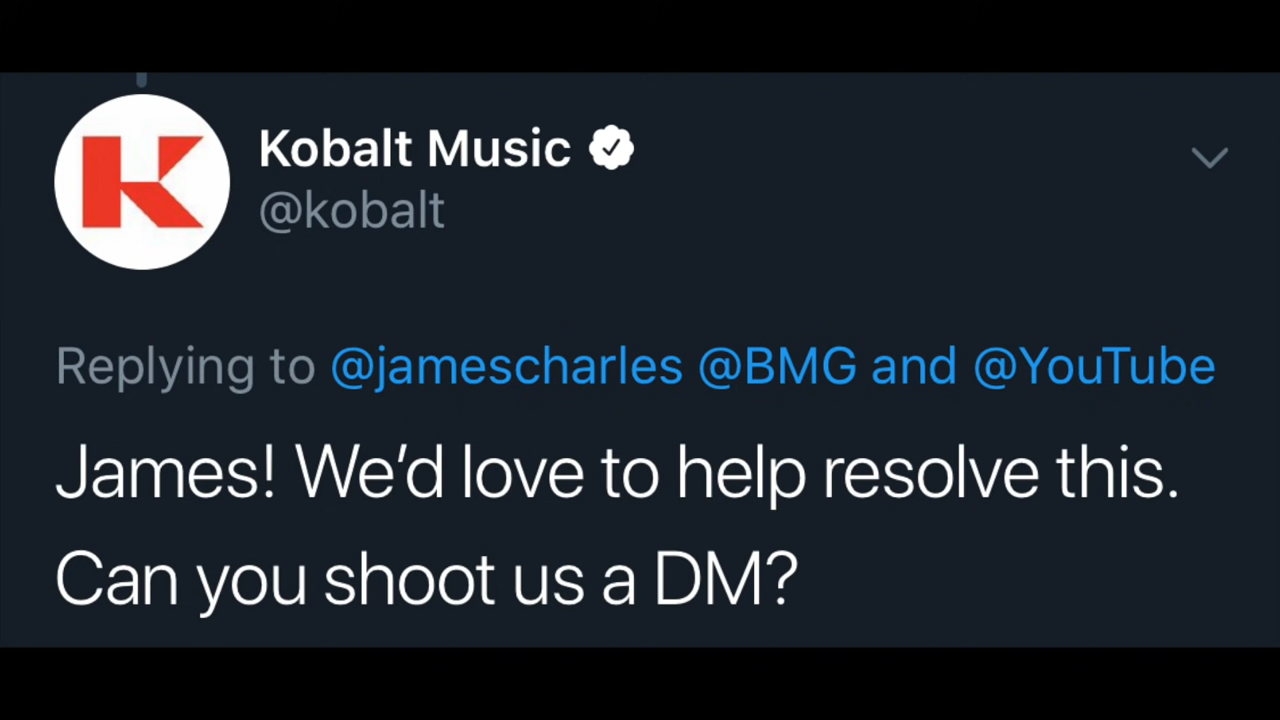 Kobalt Music
@kobalt
Replying to @jamescharles @BMG and @YouTube
James! We’d love to help resolve this.
Can you shoot us a DM?